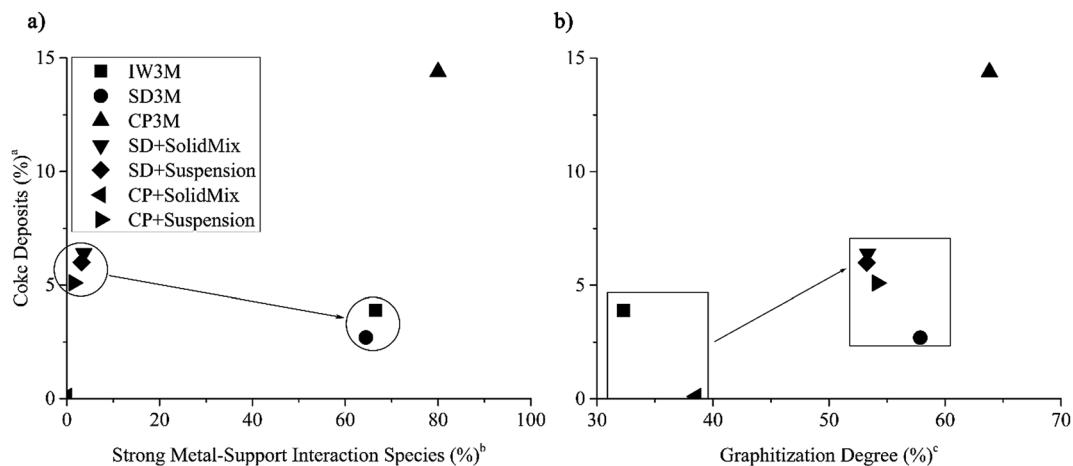 a)
15
10
5
0
IW3M
SD3M
CP3M
SD+SolidMix
SD+Suspension
CP+SolidMix
CP+Suspension
Coke Deposits (%)ᵃ
0 20 40 60 80 100
Strong Metal-Support Interaction Species (%)ᵇ
b)
15
10
5
0
30 40 50 60 70
Graphitization Degree (%)ᶜ